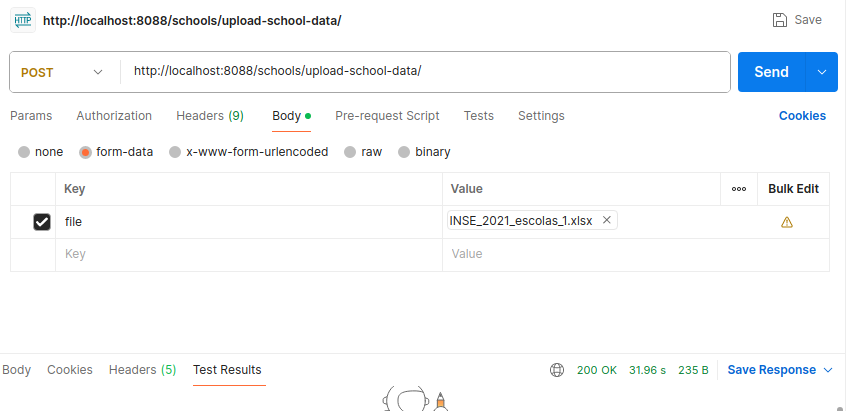 HTTP http://localhost:8088/schools/upload-school-data/ Save
POST http://localhost:8088/schools/upload-school-data/ Send
Params Authorization Headers (9) Body Pre-request Script Tests Settings Cookies
none form-data x-www-form-urlencoded raw binary
Key Value Bulk Edit
file INSE_2021_escolas_1.xlsx
Key Value
Body Cookies Headers (5) Test Results 200 OK 31.96 s 235 B Save Response